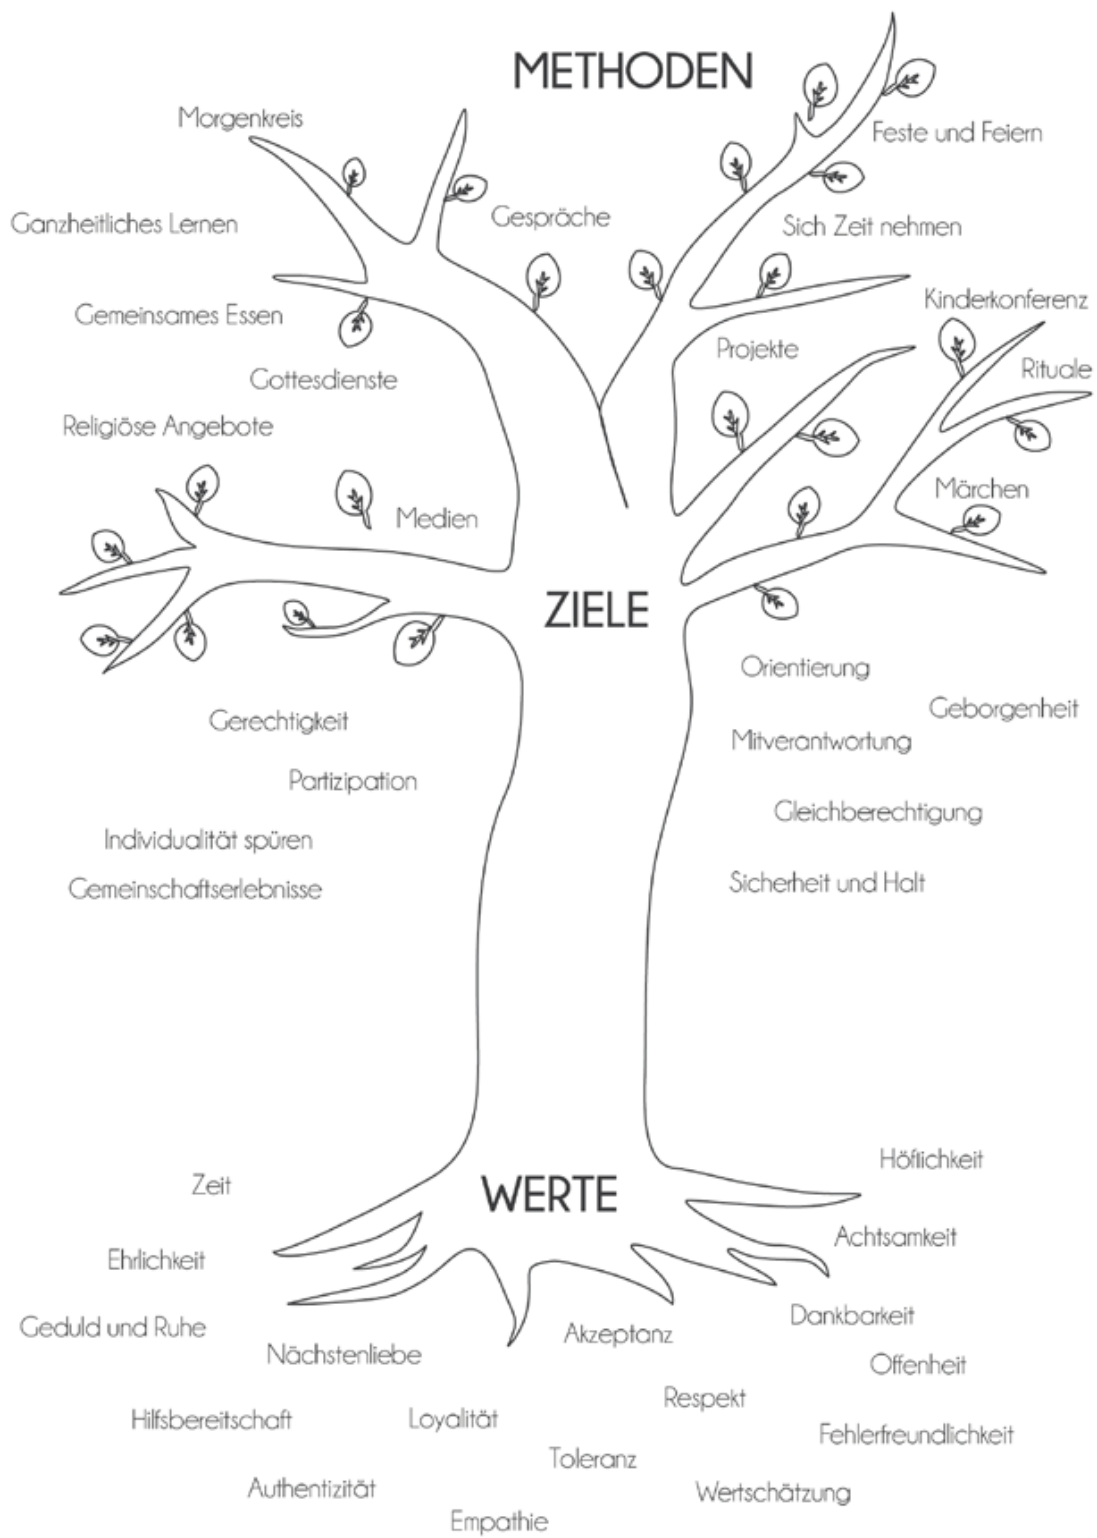 METHODEN
Morgenkreis
Feste und Feiern
Ganzheitliches Lernen
Gespräche
Sich Zeit nehmen
Kinderkonferenz
Gemeinsames Essen
Projekte
Rituale
Gottesdienste
Religiöse Angebote
Märchen
Medien
ZIELE
Orientierung
Geborgenheit
Gerechtigkeit
Mitverantwortung
Partizipation
Gleichberechtigung
Individualität spüren
Sicherheit und Halt
Gemeinschaftserlebnisse
Höflichkeit
Zeit
WERTE
Achtsamkeit
Ehrlichkeit
Dankbarkeit
Geduld und Ruhe
Akzeptanz
Nächstenliebe
Offenheit
Respekt
Hilfsbereitschaft
Loyalität
Fehlerfreundlichkeit
Toleranz
Authentizität
Wertschätzung
Empathie